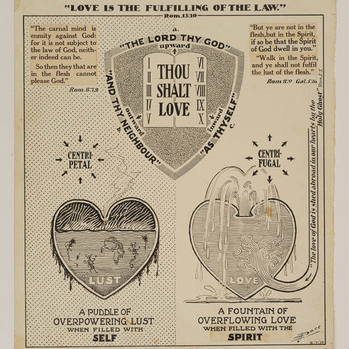 "LOVE IS THE FULFILLING OF THE LAW."
Rom. 13.10
"The carnal mind is
enmity against God:
for it is not subject to
the law of God, neith-
er indeed can be.
So then they that are
in the flesh cannot
please God."
Rom. 8:7,8
a.
"THE LORD THY GOD"
upward
"But ye are not in the
flesh, but in the Spirit,
if so be that the Spirit
of God dwell in you."
"Walk in the Spirit,
and ye shall not fulfil
the lust of the flesh."
Rom 8:9 Gal. 5:16
THOU
SHALT
LOVE
I
II
III
IV
V
VI
VII
VIII
IX
X
"AND THY NEIGHBOUR"
outward
"AS THYSELF"
inward
c.
CENTRI-
PETAL
CENTRI-
FUGAL
"The love of God is shed abroad in our hearts by the
Holy Ghost"
LUST
LOVE
A PUDDLE OF
OVERPOWERING LUST
WHEN FILLED WITH
SELF
A FOUNTAIN OF
OVERFLOWING LOVE
WHEN FILLED WITH THE
SPIRIT